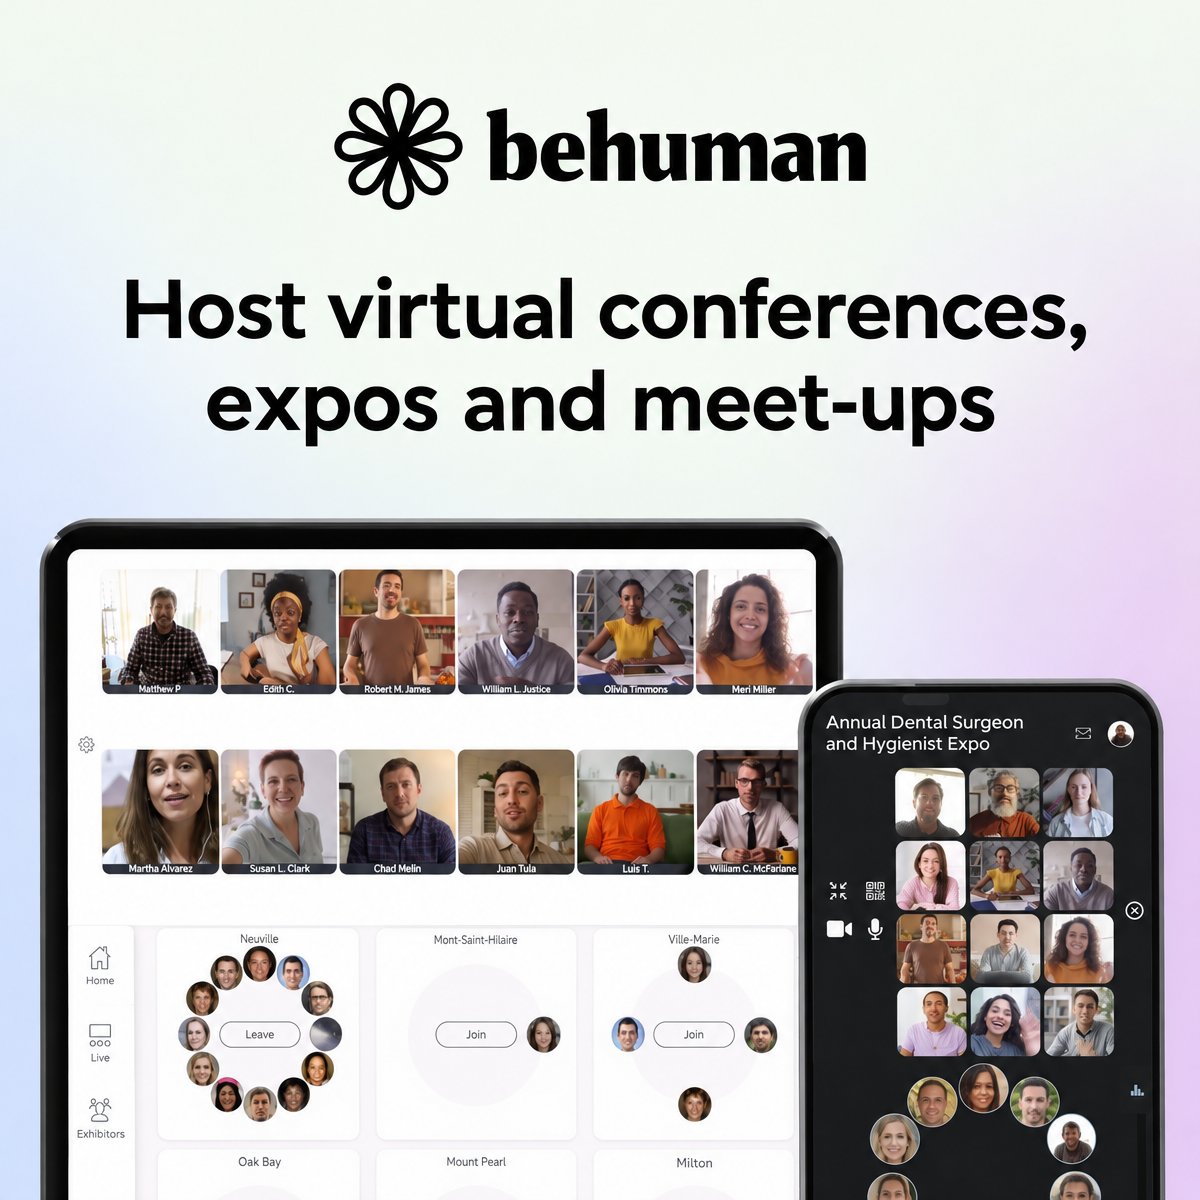 behuman
Host virtual conferences,
expos and meet-ups
Matthew P
Edith C.
Robert M. James
William L. Justice
Olivia Timmons
Meri Miller
Martha Alvarez
Susan L. Clark
Chad Melin
Juan Tula
Luis T.
William C. McFarlane
Home
Live
Exhibitors
Neuville
Leave
Mont-Saint-Hilaire
Join
Ville-Marie
Join
Oak Bay
Mount Pearl
Milton
Annual Dental Surgeon
and Hygienist Expo